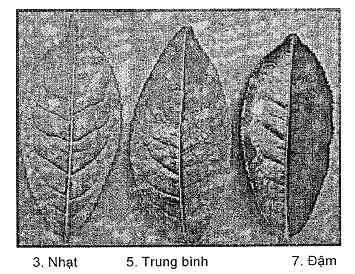 3. Nhạt 5. Trung bình 7. Đậm